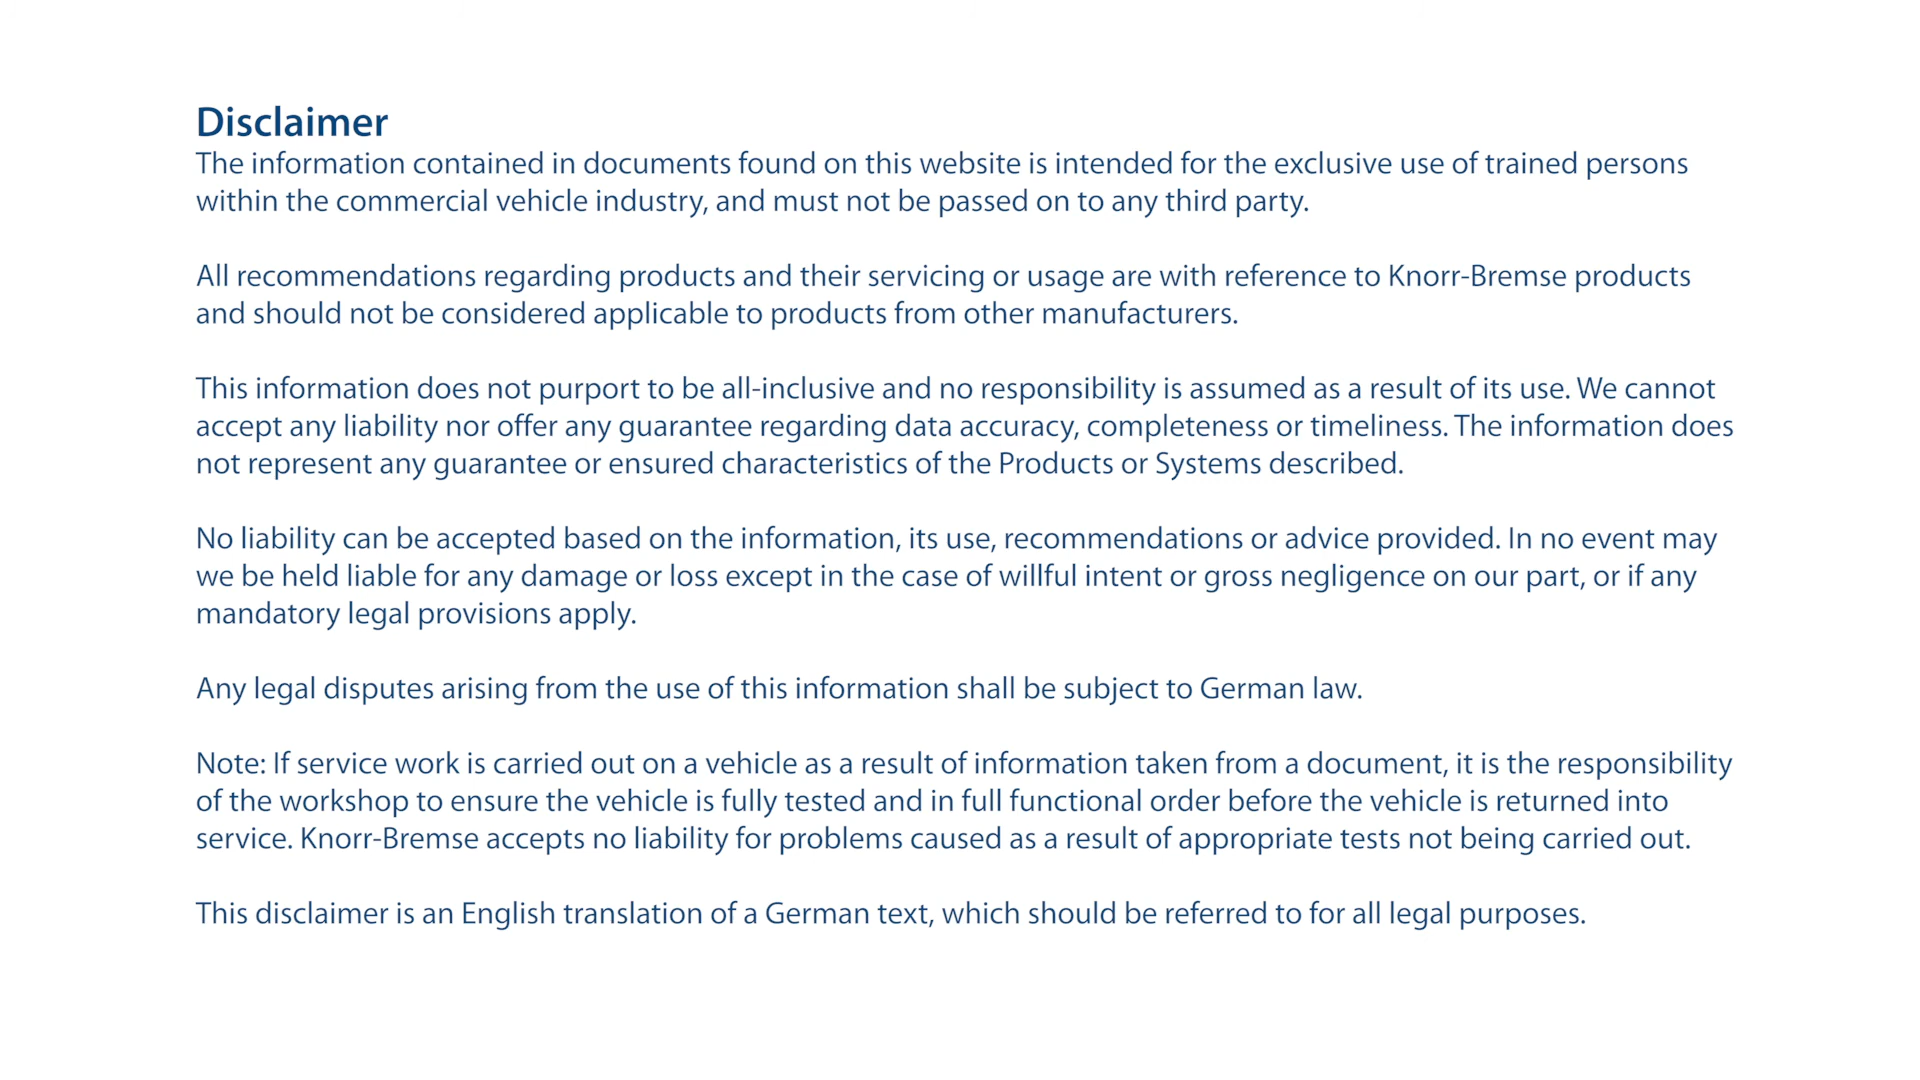 Disclaimer
The information contained in documents found on this website is intended for the exclusive use of trained persons
within the commercial vehicle industry, and must not be passed on to any third party.
All recommendations regarding products and their servicing or usage are with reference to Knorr-Bremse products
and should not be considered applicable to products from other manufacturers.
This information does not purport to be all-inclusive and no responsibility is assumed as a result of its use. We cannot
accept any liability nor offer any guarantee regarding data accuracy, completeness or timeliness. The information does
not represent any guarantee or ensured characteristics of the Products or Systems described.
No liability can be accepted based on the information, its use, recommendations or advice provided. In no event may
we be held liable for any damage or loss except in the case of willful intent or gross negligence on our part, or if any
mandatory legal provisions apply.
Any legal disputes arising from the use of this information shall be subject to German law.
Note: If service work is carried out on a vehicle as a result of information taken from a document, it is the responsibility
of the workshop to ensure the vehicle is fully tested and in full functional order before the vehicle is returned into
service. Knorr-Bremse accepts no liability for problems caused as a result of appropriate tests not being carried out.
This disclaimer is an English translation of a German text, which should be referred to for all legal purposes.